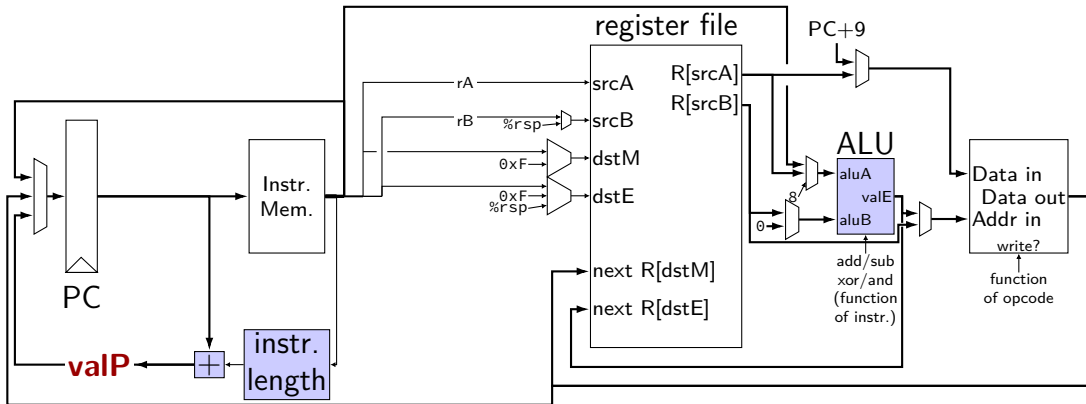 register file
PC+9
rA
srcA
R[srcA]
R[srcB]
rB
%rsp
srcB
dstM
0xF
dstE
0xF
%rsp
next R[dstM]
next R[dstE]
PC
Instr.
Mem.
valP
+
instr.
length
ALU
aluA
valE
aluB
8
0
add/sub
xor/and
(function
of instr.)
Data in
Data out
Addr in
write?
function
of opcode